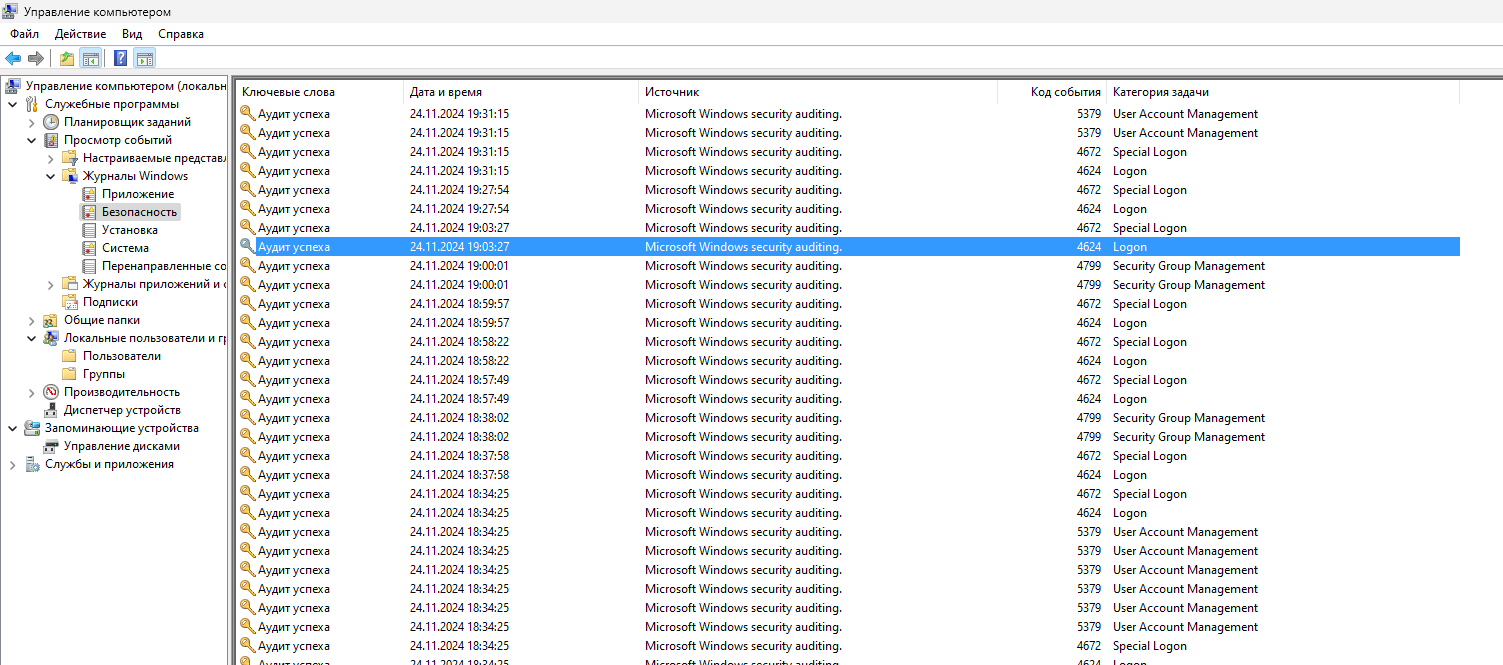 Управление компьютером
Файл Действие Вид Справка
Управление компьютером (локальн
Служебные программы
Планировщик заданий
Просмотр событий
Настраиваемые представл
Журналы Windows
Приложение
Безопасность
Установка
Система
Перенаправленные со
Журналы приложений и с
Подписки
Общие папки
Локальные пользователи и гр
Пользователи
Группы
Производительность
Диспетчер устройств
Запоминающие устройства
Управление дисками
Службы и приложения
Ключевые слова Дата и время Источник Код события Категория задачи
Аудит успеха 24.11.2024 19:31:15 Microsoft Windows security auditing. 5379 User Account Management
Аудит успеха 24.11.2024 19:31:15 Microsoft Windows security auditing. 5379 User Account Management
Аудит успеха 24.11.2024 19:31:15 Microsoft Windows security auditing. 4672 Special Logon
Аудит успеха 24.11.2024 19:31:15 Microsoft Windows security auditing. 4624 Logon
Аудит успеха 24.11.2024 19:27:54 Microsoft Windows security auditing. 4672 Special Logon
Аудит успеха 24.11.2024 19:27:54 Microsoft Windows security auditing. 4624 Logon
Аудит успеха 24.11.2024 19:03:27 Microsoft Windows security auditing. 4672 Special Logon
Аудит успеха 24.11.2024 19:03:27 Microsoft Windows security auditing. 4624 Logon
Аудит успеха 24.11.2024 19:00:01 Microsoft Windows security auditing. 4799 Security Group Management
Аудит успеха 24.11.2024 19:00:01 Microsoft Windows security auditing. 4799 Security Group Management
Аудит успеха 24.11.2024 18:59:57 Microsoft Windows security auditing. 4672 Special Logon
Аудит успеха 24.11.2024 18:59:57 Microsoft Windows security auditing. 4624 Logon
Аудит успеха 24.11.2024 18:58:22 Microsoft Windows security auditing. 4672 Special Logon
Аудит успеха 24.11.2024 18:58:22 Microsoft Windows security auditing. 4624 Logon
Аудит успеха 24.11.2024 18:57:49 Microsoft Windows security auditing. 4672 Special Logon
Аудит успеха 24.11.2024 18:57:49 Microsoft Windows security auditing. 4624 Logon
Аудит успеха 24.11.2024 18:38:02 Microsoft Windows security auditing. 4799 Security Group Management
Аудит успеха 24.11.2024 18:38:02 Microsoft Windows security auditing. 4799 Security Group Management
Аудит успеха 24.11.2024 18:37:58 Microsoft Windows security auditing. 4672 Special Logon
Аудит успеха 24.11.2024 18:37:58 Microsoft Windows security auditing. 4624 Logon
Аудит успеха 24.11.2024 18:34:25 Microsoft Windows security auditing. 4672 Special Logon
Аудит успеха 24.11.2024 18:34:25 Microsoft Windows security auditing. 4624 Logon
Аудит успеха 24.11.2024 18:34:25 Microsoft Windows security auditing. 5379 User Account Management
Аудит успеха 24.11.2024 18:34:25 Microsoft Windows security auditing. 5379 User Account Management
Аудит успеха 24.11.2024 18:34:25 Microsoft Windows security auditing. 5379 User Account Management
Аудит успеха 24.11.2024 18:34:25 Microsoft Windows security auditing. 5379 User Account Management
Аудит успеха 24.11.2024 18:34:25 Microsoft Windows security auditing. 5379 User Account Management
Аудит успеха 24.11.2024 18:34:25 Microsoft Windows security auditing. 5379 User Account Management
Аудит успеха 24.11.2024 18:34:25 Microsoft Windows security auditing. 4672 Special Logon
Аудит успеха 24.11.2024 18:34:25 Microsoft Windows security auditing. 4624 Logon